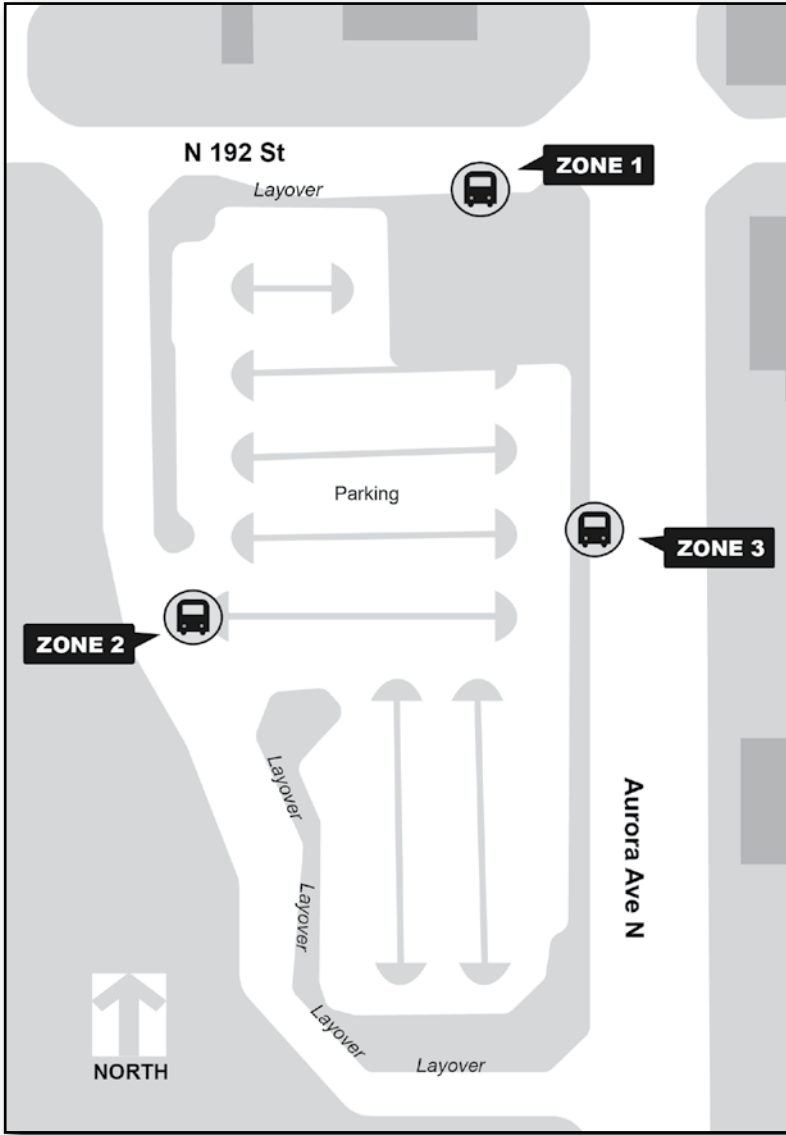 N 192 St
ZONE 1
Layover
Parking
ZONE 3
ZONE 2
Layover
Aurora Ave N
Layover
Layover
Layover
NORTH